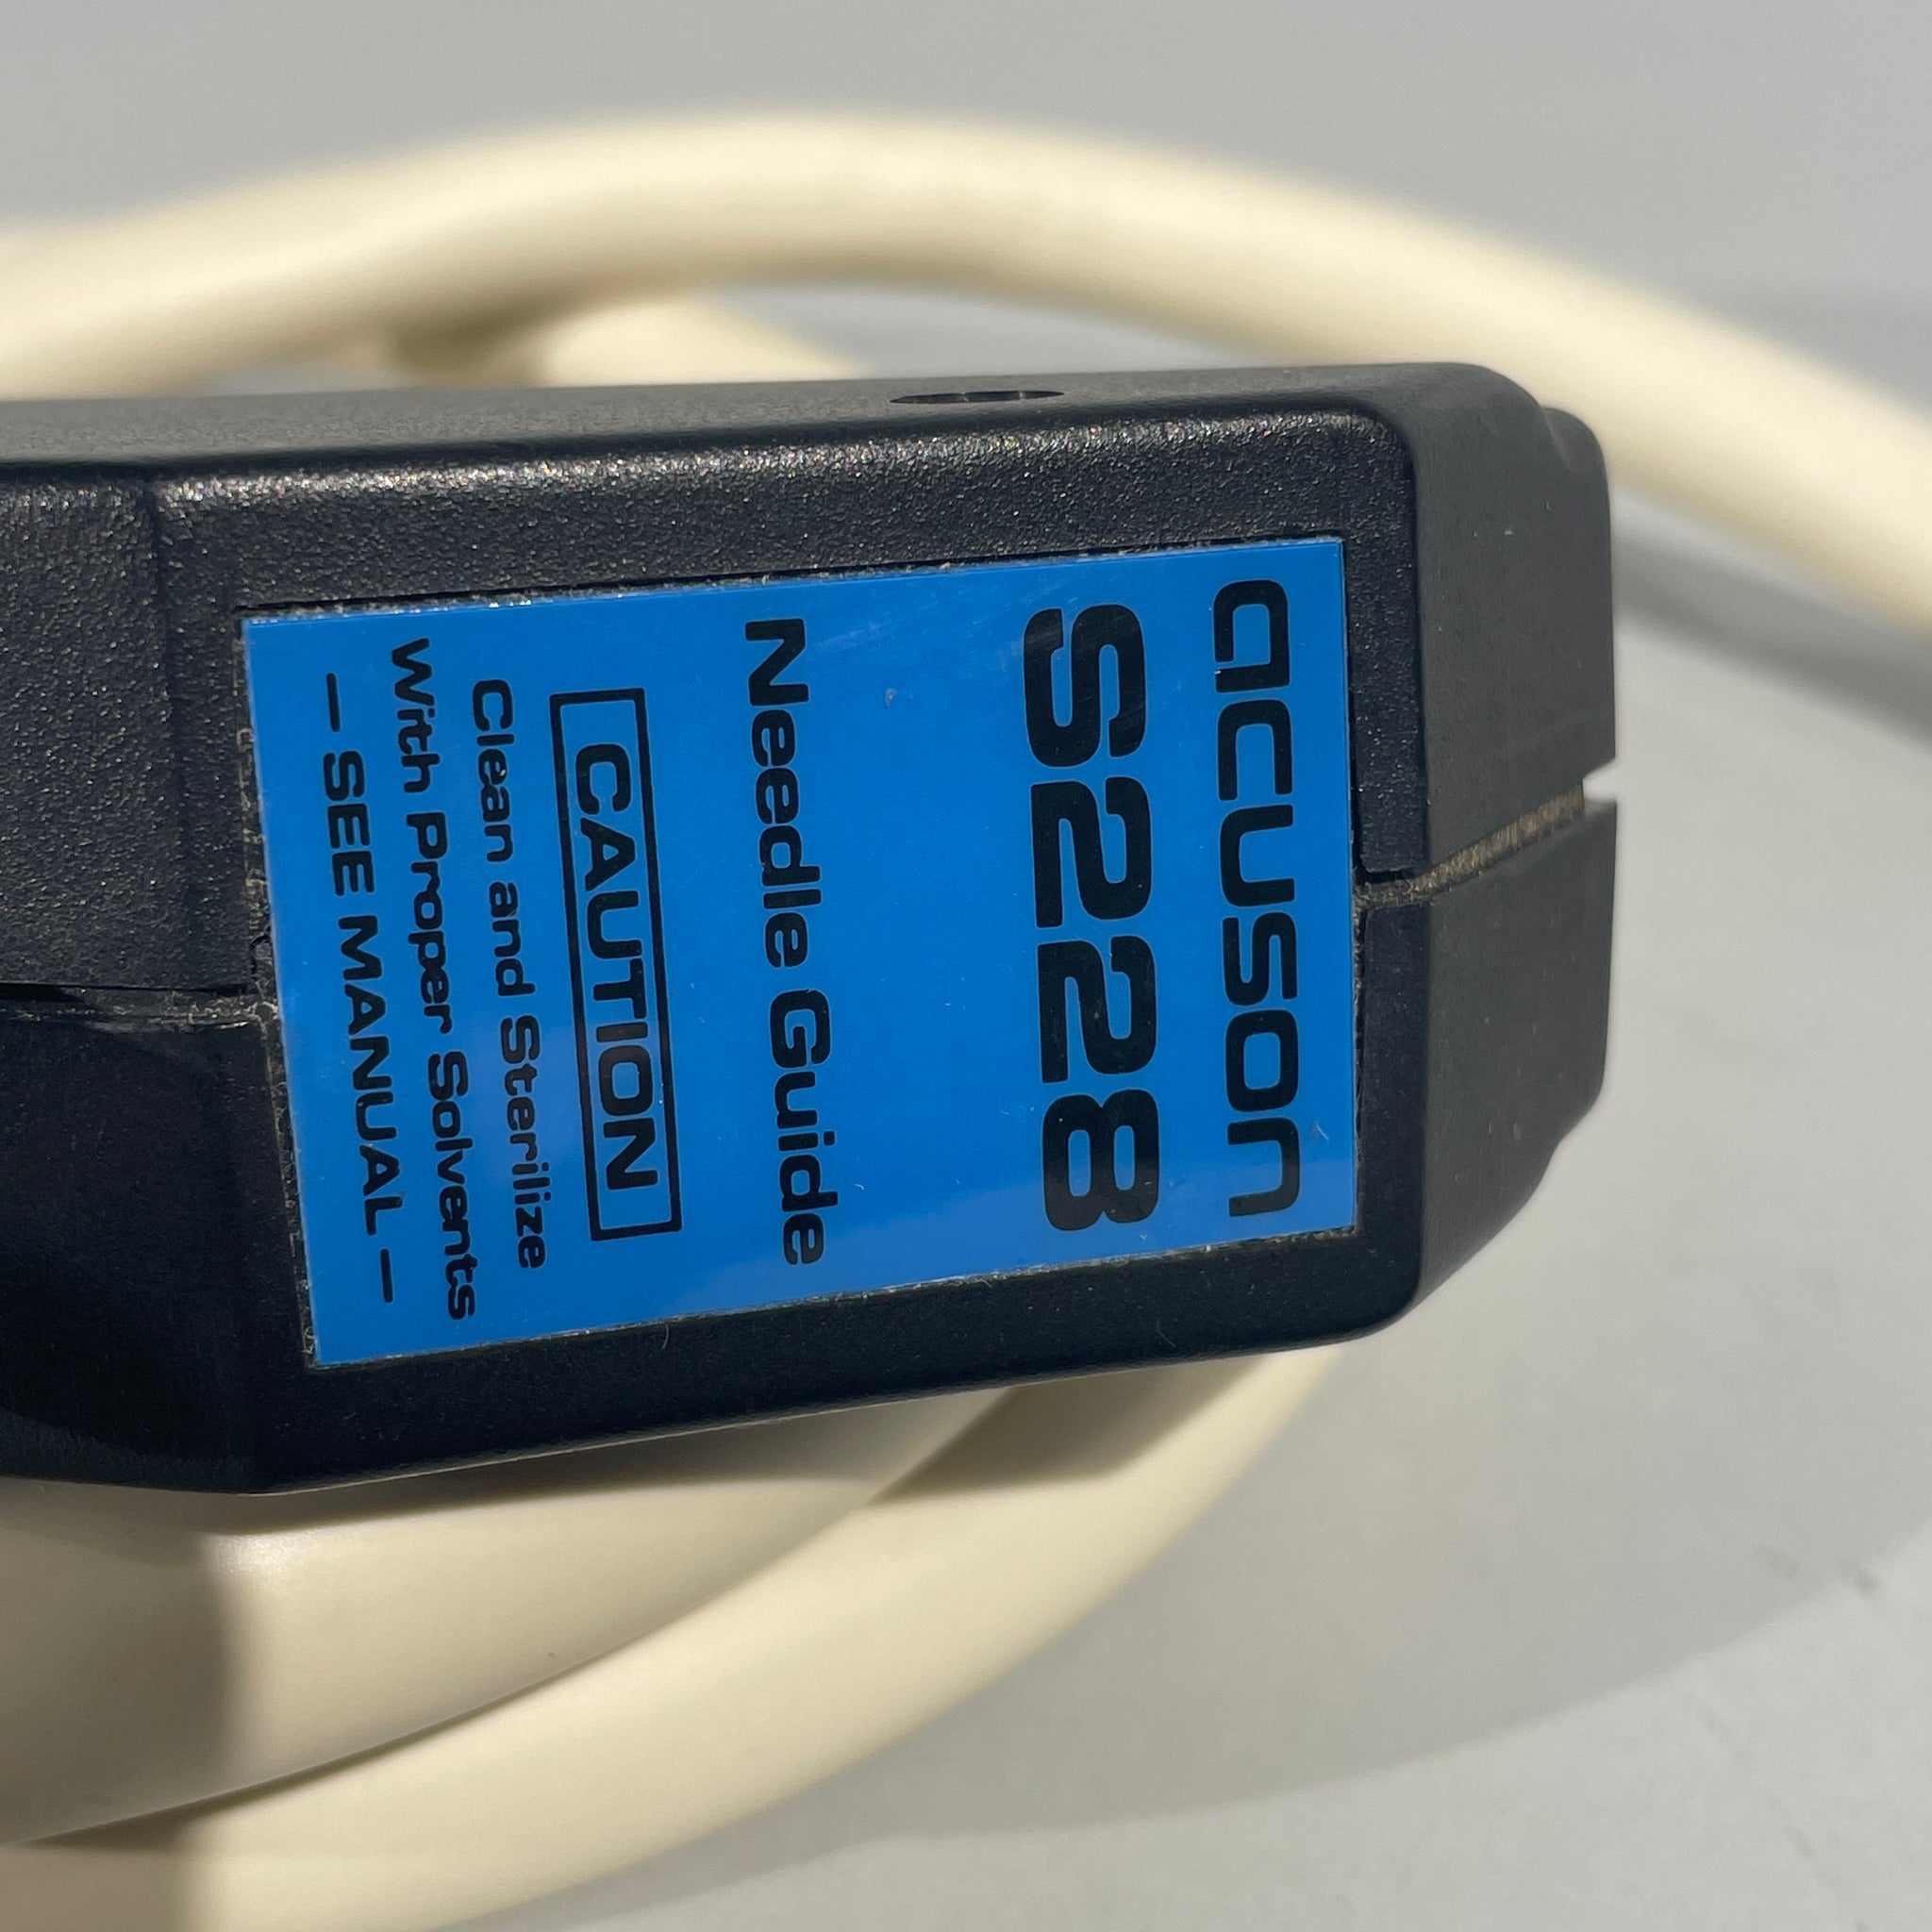 acuson
S228
Needle Guide
CAUTION
Clean and Sterilize
With Proper Solvents
— SEE MANUAL —